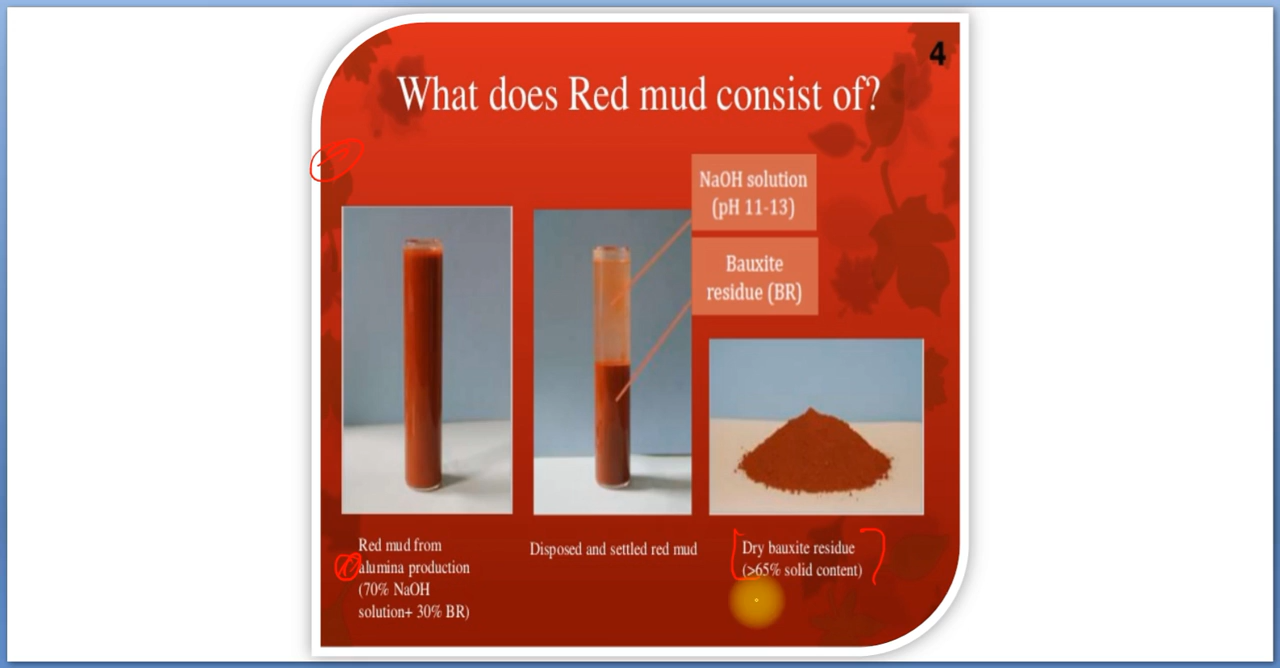 4
What does Red mud consist of?
NaOH solution
(pH 11-13)
Bauxite
residue (BR)
Red mud from
alumina production
(70% NaOH
solution+ 30% BR)
Disposed and settled red mud
Dry bauxite residue
(>65% solid content)